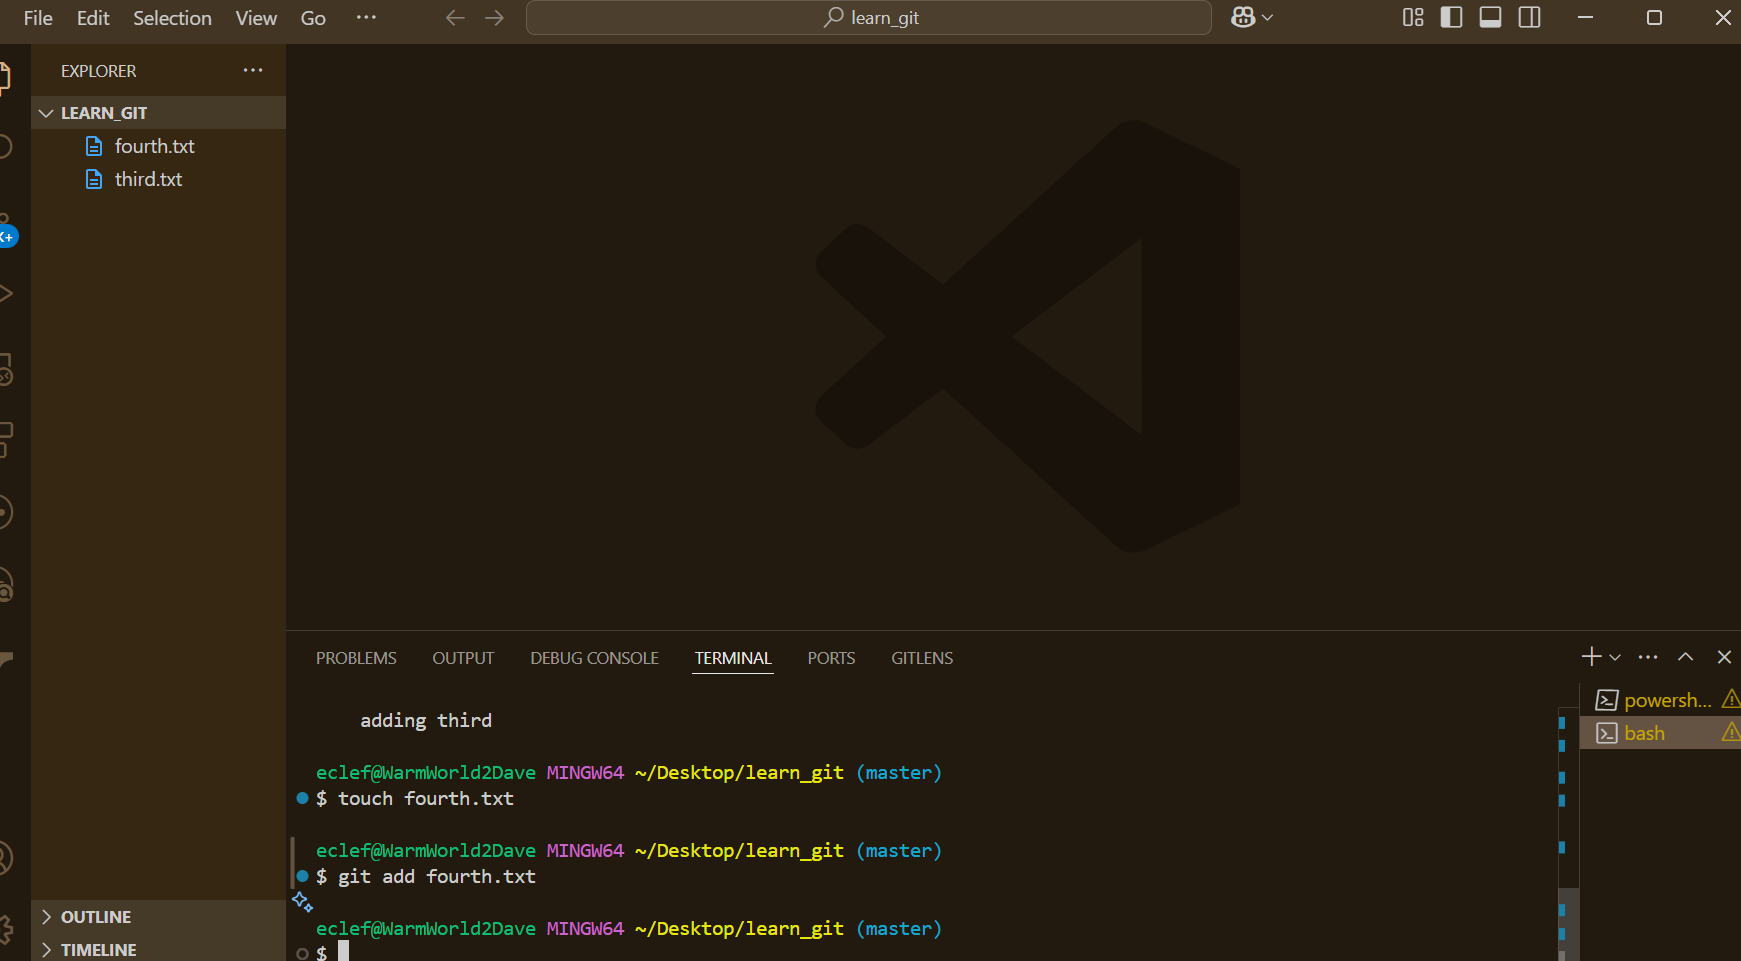 File Edit Selection View Go ···
learn_git
EXPLORER ···
LEARN_GIT
fourth.txt
third.txt
PROBLEMS OUTPUT DEBUG CONSOLE TERMINAL PORTS GITLENS
powersh...
bash
adding third
eclef@WarmWorld2Dave MINGW64 ~/Desktop/learn_git (master)
$ touch fourth.txt
eclef@WarmWorld2Dave MINGW64 ~/Desktop/learn_git (master)
$ git add fourth.txt
eclef@WarmWorld2Dave MINGW64 ~/Desktop/learn_git (master)
$
OUTLINE
TIMELINE